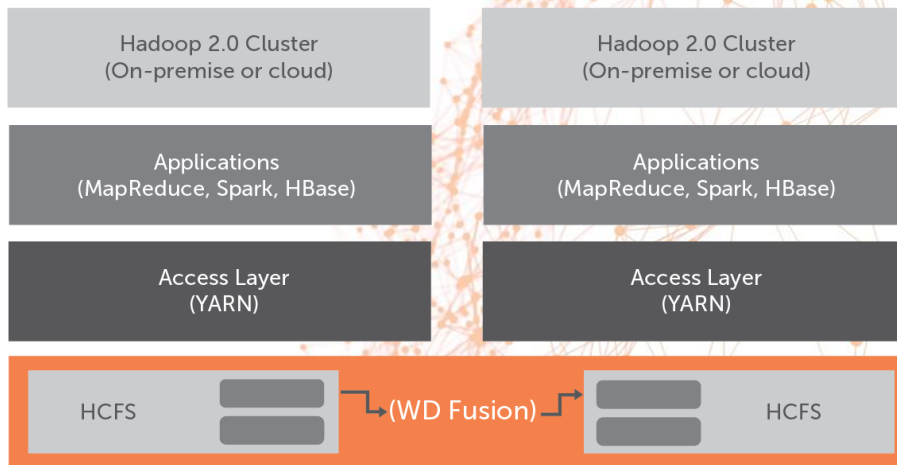 Hadoop 2.0 Cluster
(On-premise or cloud)
Hadoop 2.0 Cluster
(On-premise or cloud)
Applications
(MapReduce, Spark, HBase)
Applications
(MapReduce, Spark, HBase)
Access Layer
(YARN)
Access Layer
(YARN)
HCFS
(WD Fusion)
HCFS